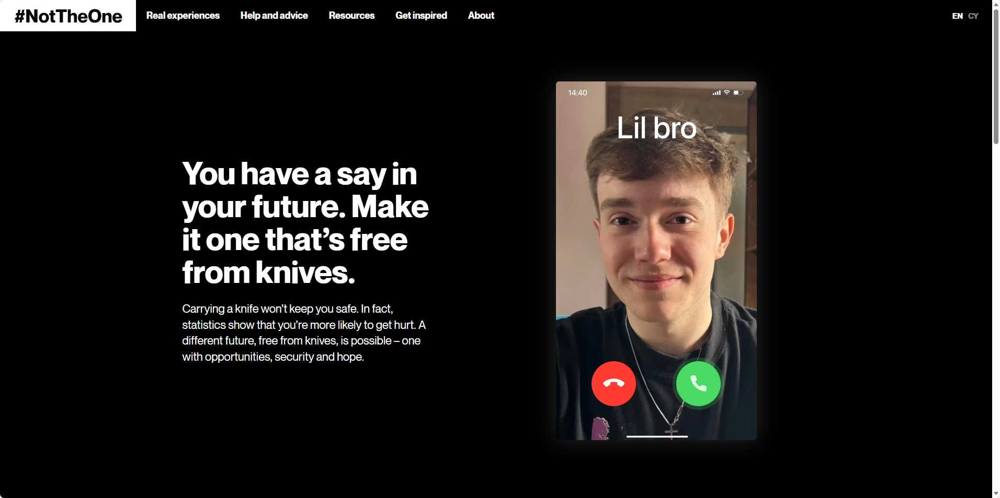 #NotTheOne
Real experiences
Help and advice
Resources
Get inspired
About
EN CY
You have a say in
your future. Make
it one that’s free
from knives.
Carrying a knife won’t keep you safe. In fact,
statistics show that you’re more likely to get hurt. A
different future, free from knives, is possible – one
with opportunities, security and hope.
14:40
Lil bro